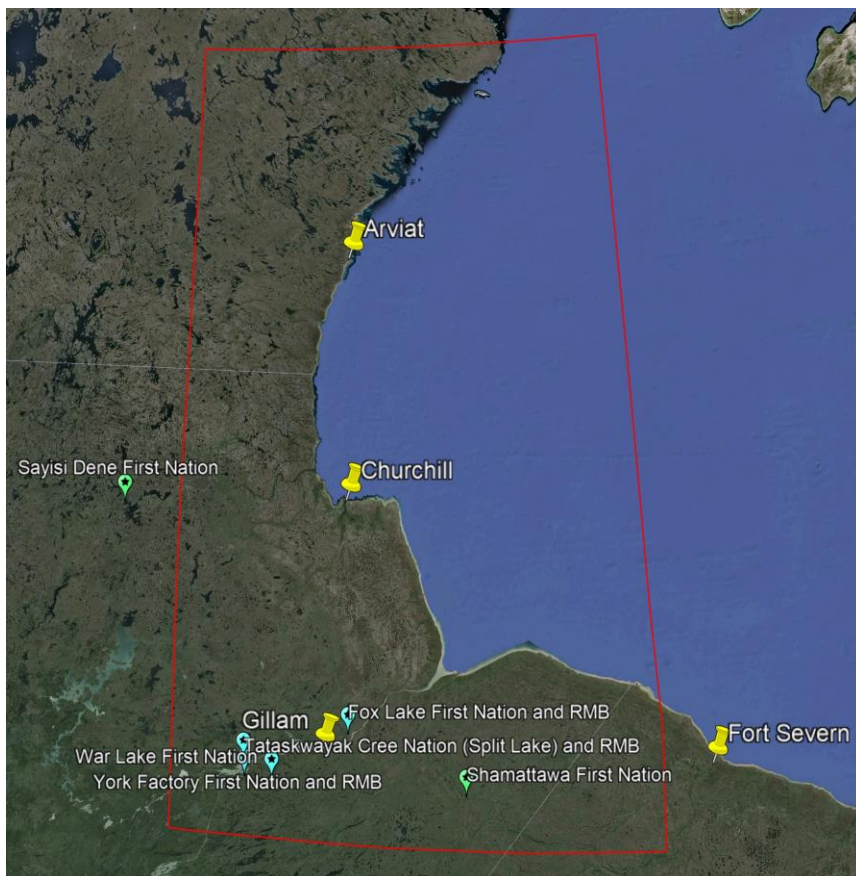 Arviat
Sayisi Dene First Nation
Churchill
Gillam
Fox Lake First Nation and RMB
Fort Severn
Tataskwayak Cree Nation (Split Lake) and RMB
War Lake First Nation
York Factory First Nation and RMB
Shamattawa First Nation